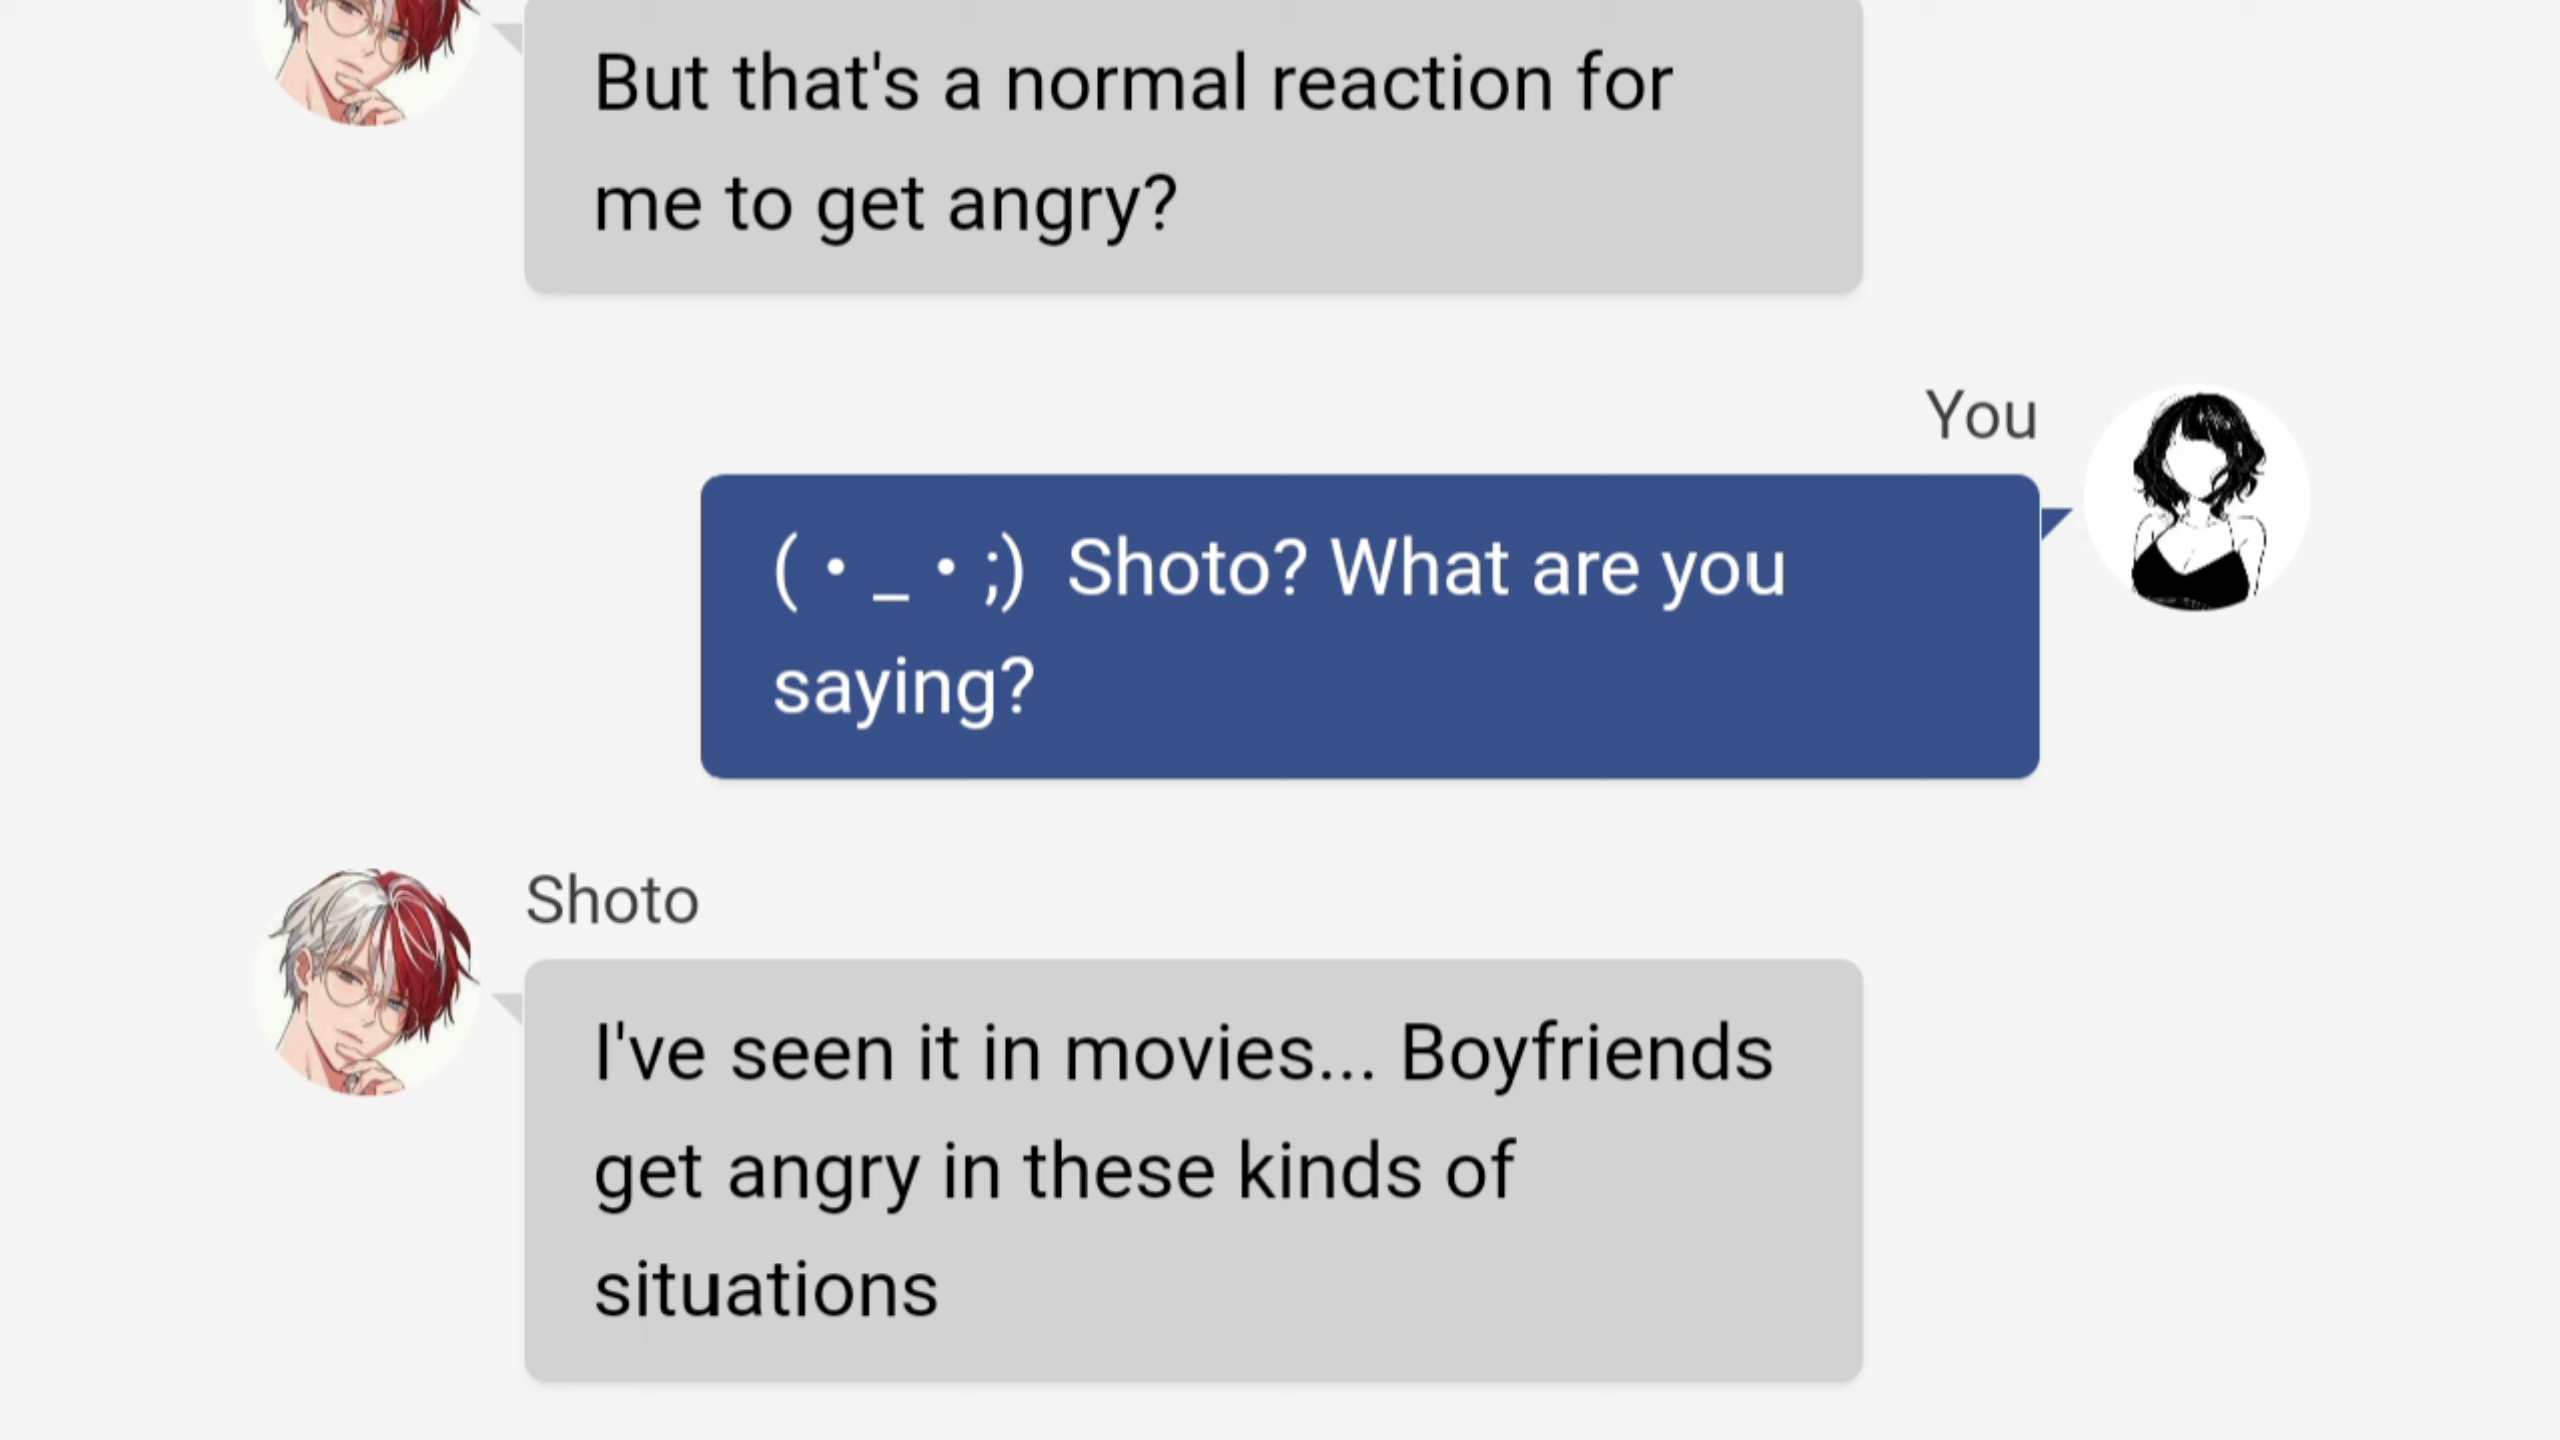 But that's a normal reaction for
me to get angry?
You
(・_・;) Shoto? What are you
saying?
Shoto
I've seen it in movies... Boyfriends
get angry in these kinds of
situations